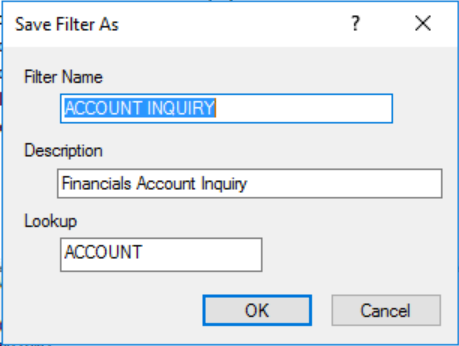 Save Filter As
?
Filter Name
ACCOUNT INQUIRY
Description
Financials Account Inquiry
Lookup
ACCOUNT
OK
Cancel